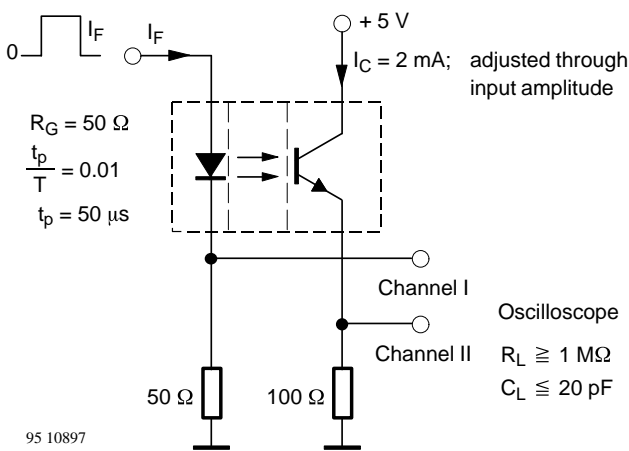 0
I_F
I_F
+ 5 V
I_C = 2 mA; adjusted through
input amplitude
R_G = 50 Ω
t_p
T
= 0.01
t_p = 50 μs
Channel I
Channel II
Oscilloscope
R_L ≧ 1 MΩ
C_L ≦ 20 pF
50 Ω
100 Ω
95 10897